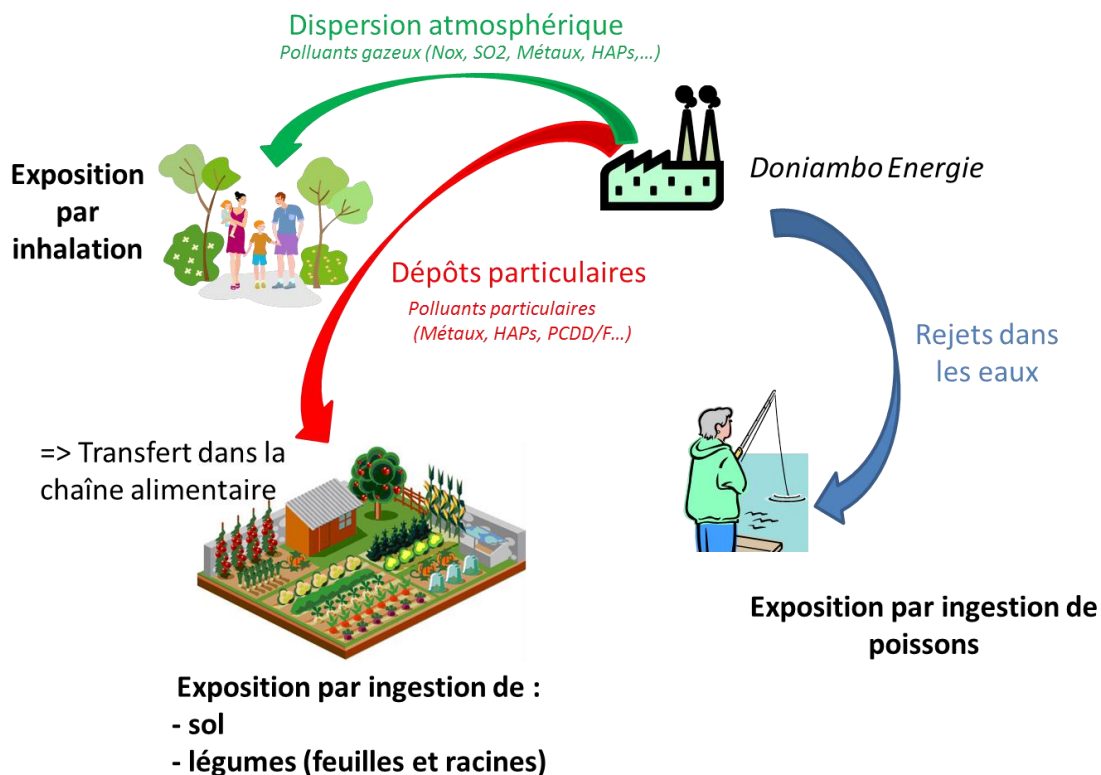 Dispersion atmosphérique
Polluants gazeux (Nox, SO2, Métaux, HAPs,...)
Exposition
par
inhalation
Doniambo Energie
Dépôts particulaires
Polluants particulaires
(Métaux, HAPs, PCDD/F...)
Rejets dans
les eaux
=> Transfert dans la
chaîne alimentaire
Exposition par ingestion de
poissons
Exposition par ingestion de :
- sol
- légumes (feuilles et racines)